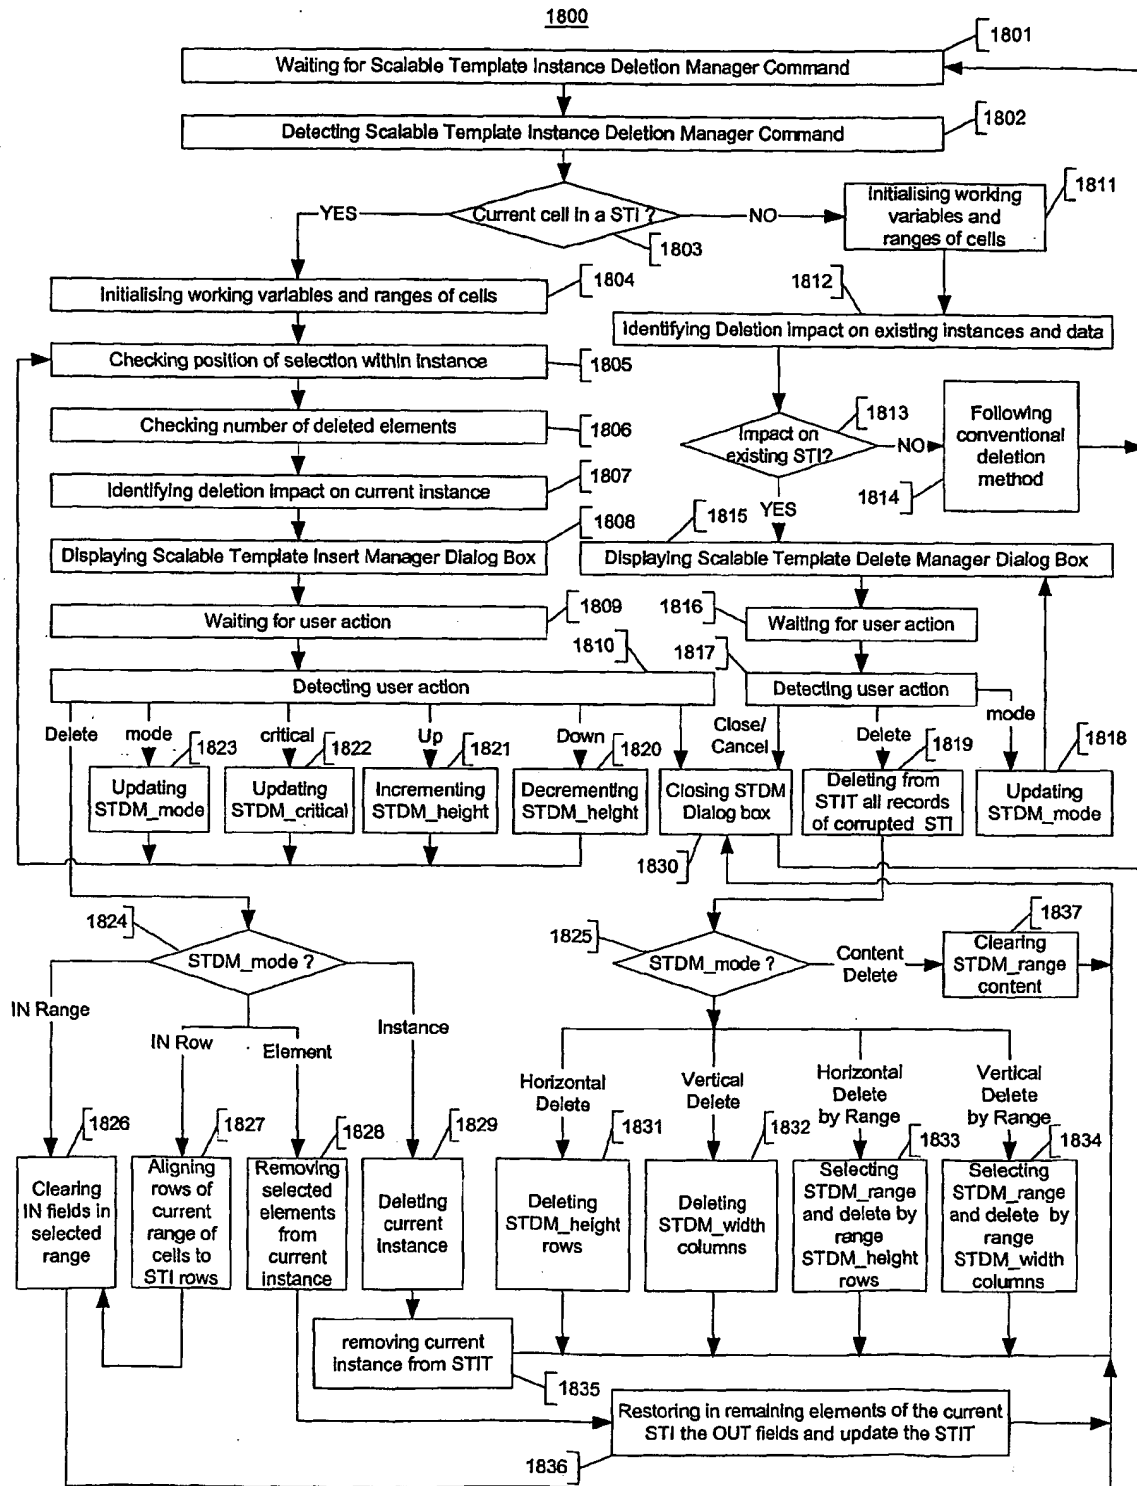 1800
1801
Waiting for Scalable Template Instance Deletion Manager Command
Detecting Scalable Template Instance Deletion Manager Command
1802
Current cell in a STI ?
YES
NO
1803
Initialising working
variables and
ranges of cells
1811
Initialising working variables and ranges of cells
1804
1812
Identifying Deletion Impact on existing instances and data
Checking position of selection within Instance
1805
Checking number of deleted elements
1806
Impact on
existing STI?
1813
NO
YES
Following
conventional
deletion
method
1814
Identifying deletion impact on current instance
1807
1808
Displaying Scalable Template Insert Manager Dialog Box
1815
Displaying Scalable Template Delete Manager Dialog Box
Waiting for user action
1809
1816
Waiting for user action
1810
Detecting user action
1817
Detecting user action
Delete
mode
critical
Up
Down
Close/
Cancel
Delete
mode
1823
1822
1821
1820
1819
1818
Updating
STDM_mode
Updating
STDM_critical
Incrementing
STDM_height
Decrementing
STDM_height
Closing STDM
Dialog box
Deleting from
STIT all records
of corrupted STI
Updating
STDM_mode
1830
1824
STDM_mode ?
1825
STDM_mode ?
Content
Delete
1837
Clearing
STDM_range
content
IN Range
IN Row
Element
Instance
Horizontal
Delete
Vertical
Delete
Horizontal
Delete
by Range
Vertical
Delete
by Range
1826
1827
1828
1829
1831
1832
1833
1834
Clearing
IN fields in
selected
range
Aligning
rows of
current
range of
cells to
STI rows
Removing
selected
elements
from
current
instance
Deleting
current
instance
Deleting
STDM_height
rows
Deleting
STDM_width
columns
Selecting
STDM_range
and delete by
range
STDM_height
rows
Selecting
STDM_range
and delete by
range
STDM_width
columns
removing current
instance from STIT
1835
Restoring in remaining elements of the current
STI the OUT fields and update the STIT
1836